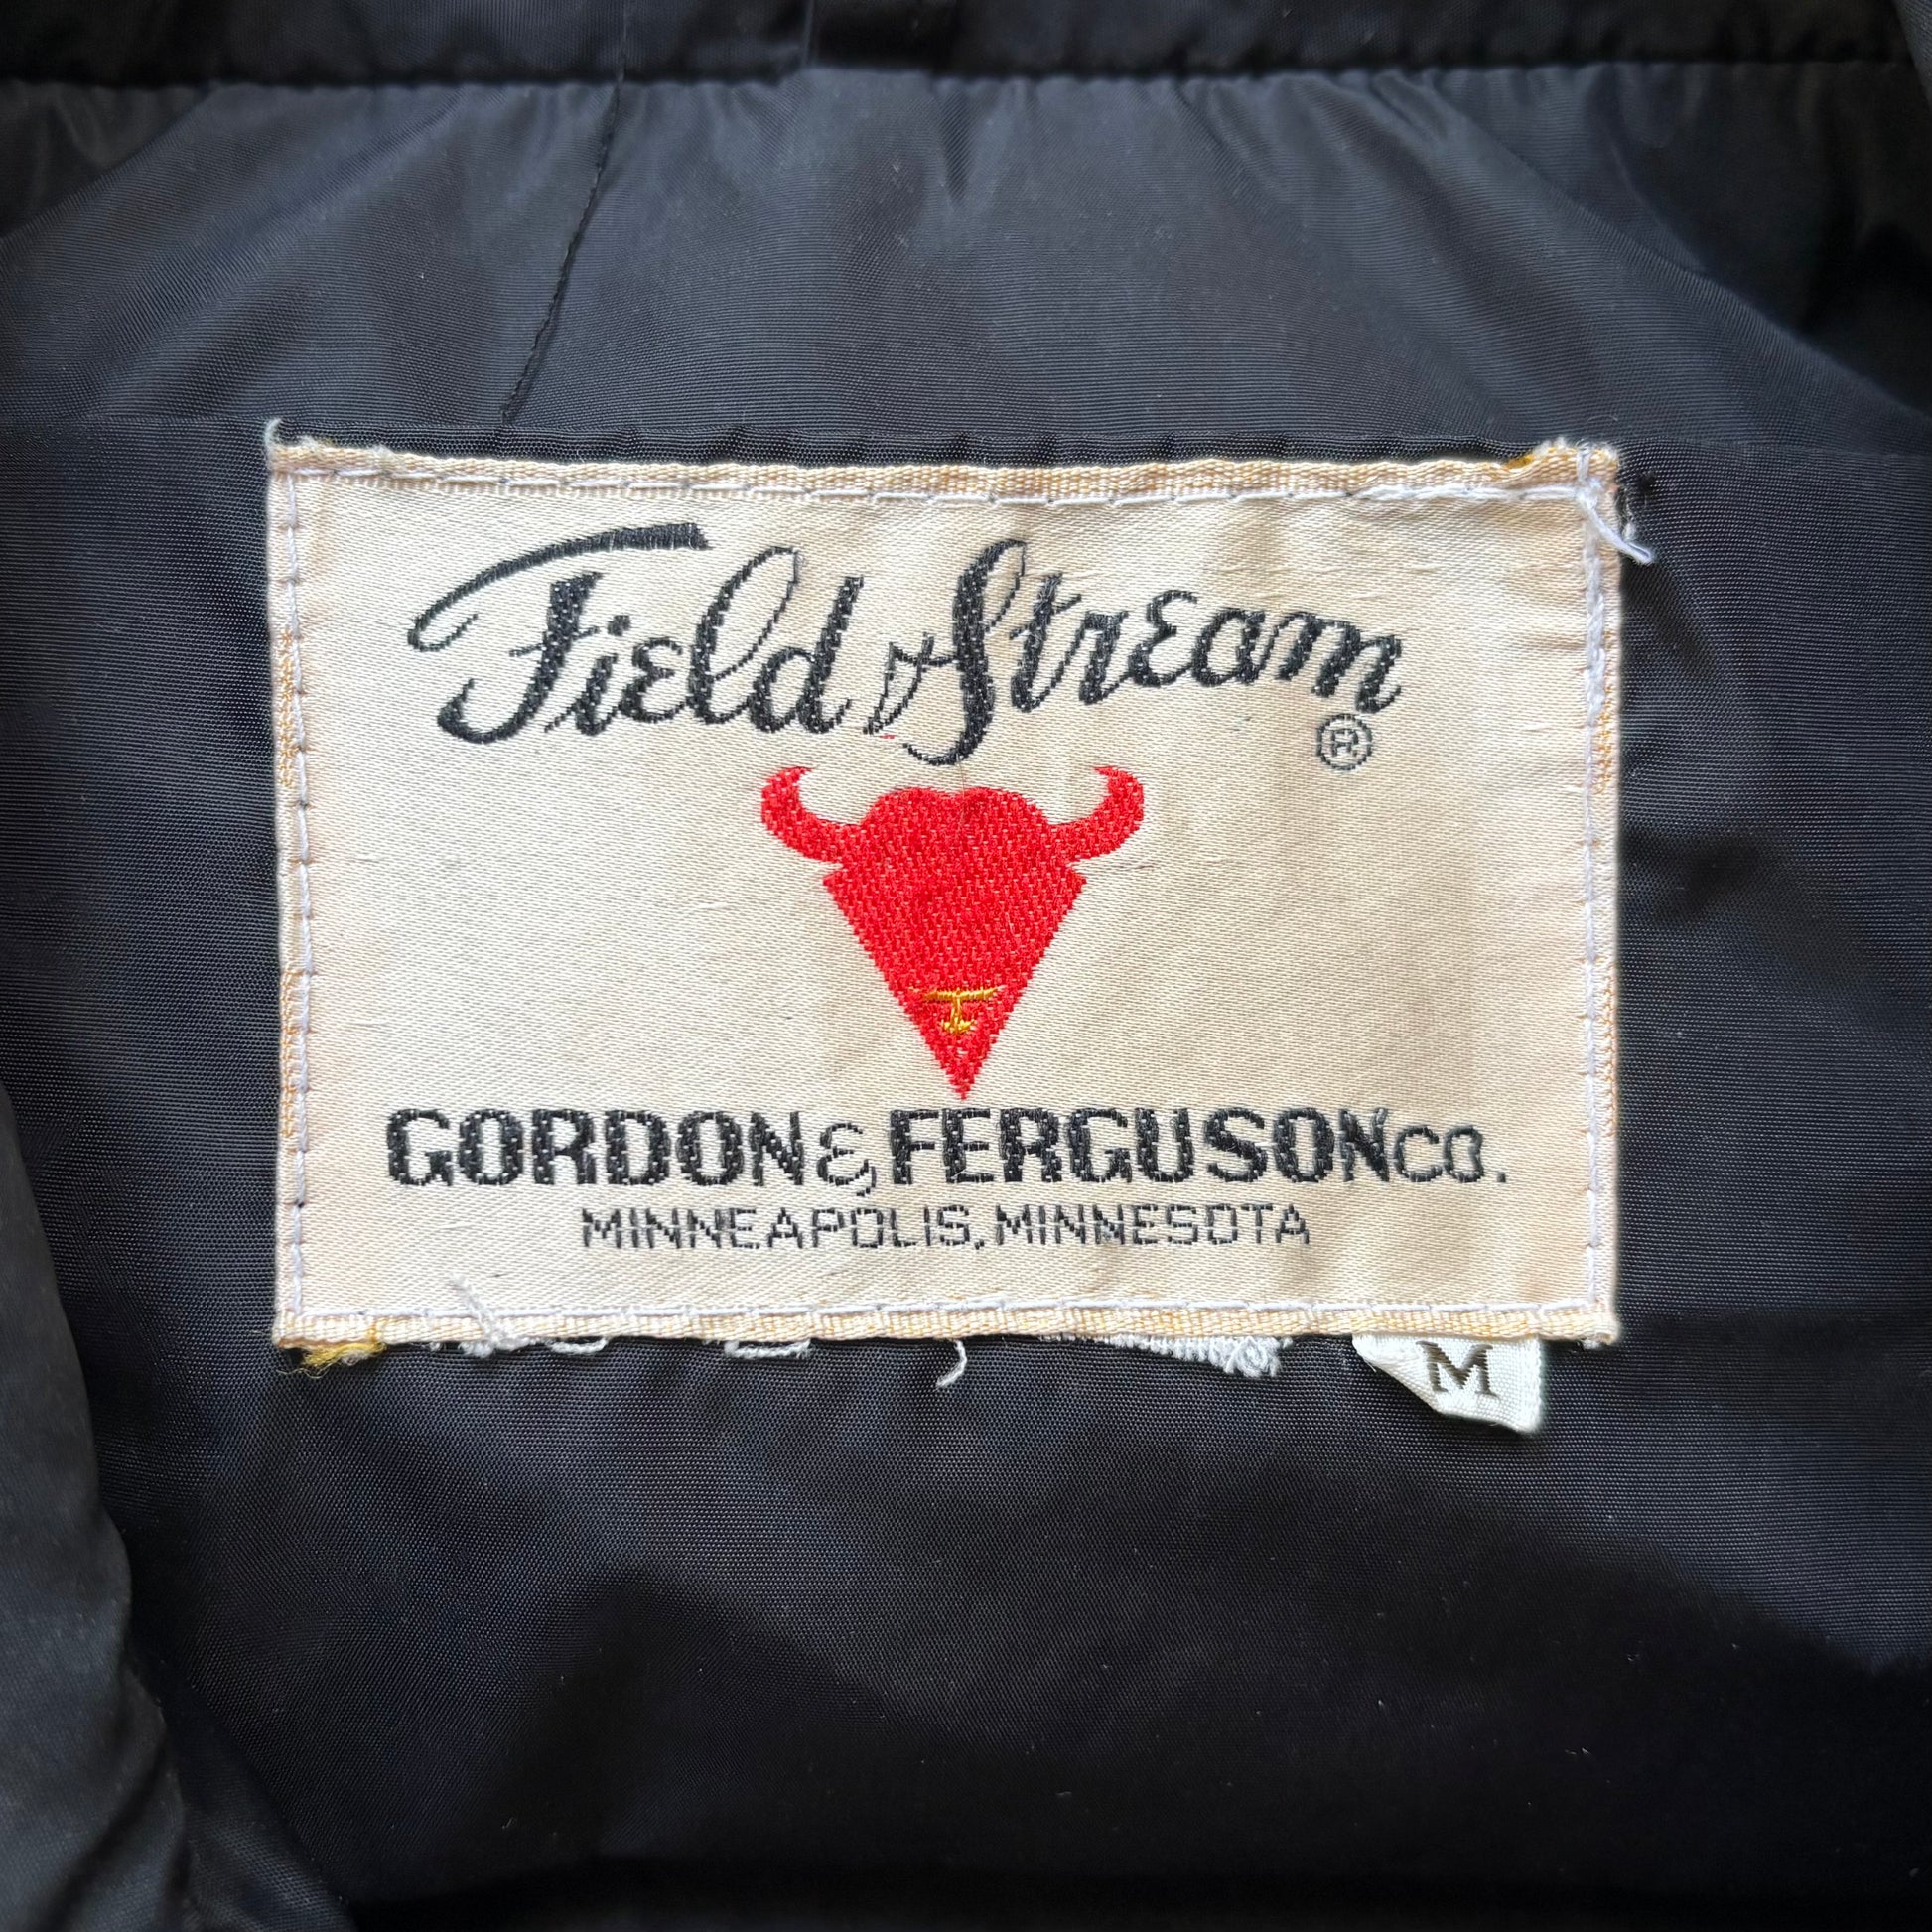 Field & Stream
®
GORDON & FERGUSON CO.
MINNEAPOLIS, MINNESOTA
M